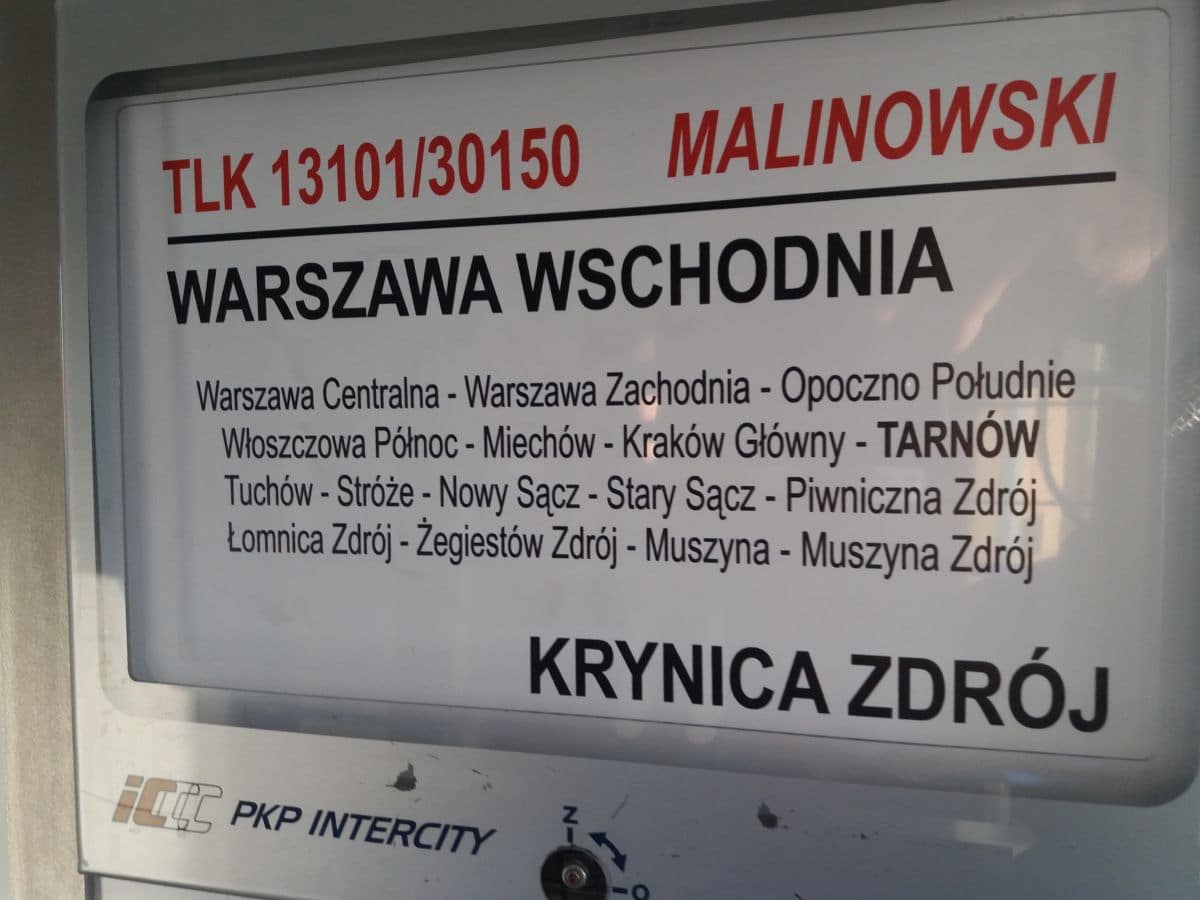 TLK 13101/30150 MALINOWSKI
WARSZAWA WSCHODNIA
Warszawa Centralna - Warszawa Zachodnia - Opoczno Południe
Włoszczowa Północ - Miechów - Kraków Główny - TARNÓW
Tuchów - Stróże - Nowy Sącz - Stary Sącz - Piwniczna Zdrój
Łomnica Zdrój - Żegiestów Zdrój - Muszyna - Muszyna Zdrój
KRYNICA ZDRÓJ
iC PKP INTERCITY
Z
O